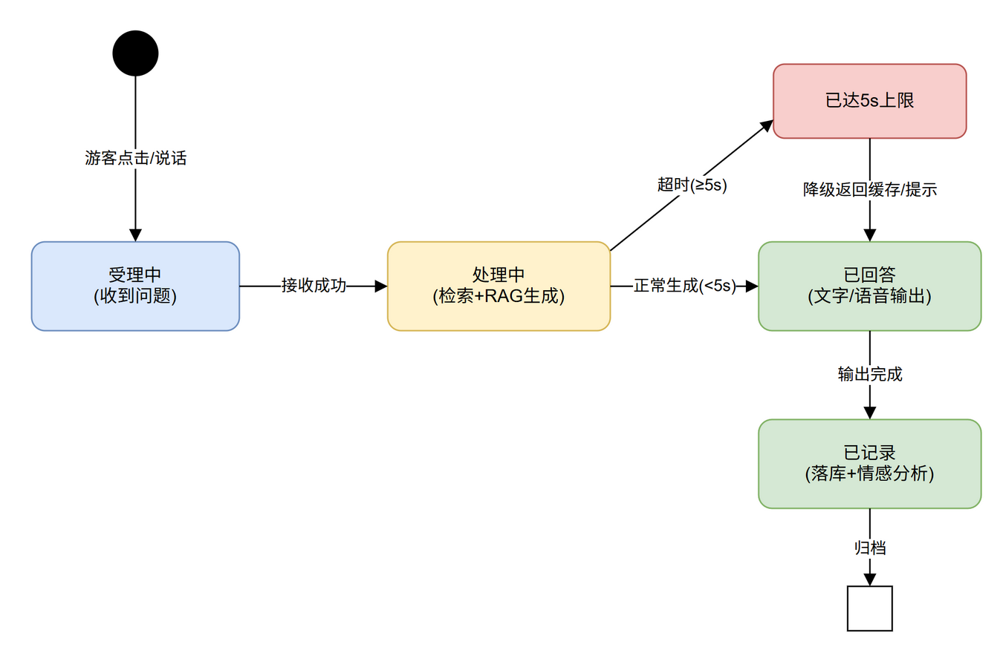 已达5s上限
游客点击/说话
超时(≥5s)
降级返回缓存/提示
受理中
(收到问题)
接收成功
处理中
(检索+RAG生成)
正常生成(<5s)
已回答
(文字/语音输出)
输出完成
已记录
(落库+情感分析)
归档